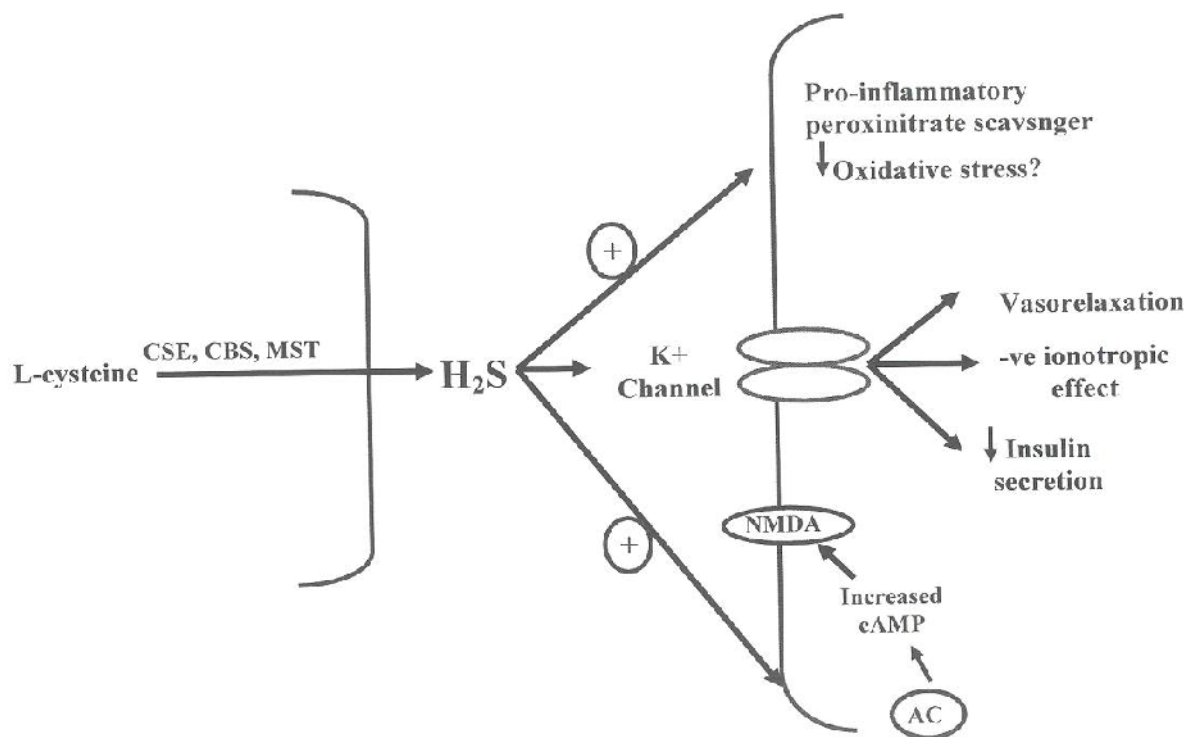 Pro-inflammatory
peroxinitrate scavsnger
↓ Oxidative stress?
+
CSE, CBS, MST
L-cysteine
H₂S
K+
Channel
Vasorelaxation
-ve ionotropic
effect
↓ Insulin
secretion
NMDA
+
Increased
cAMP
AC